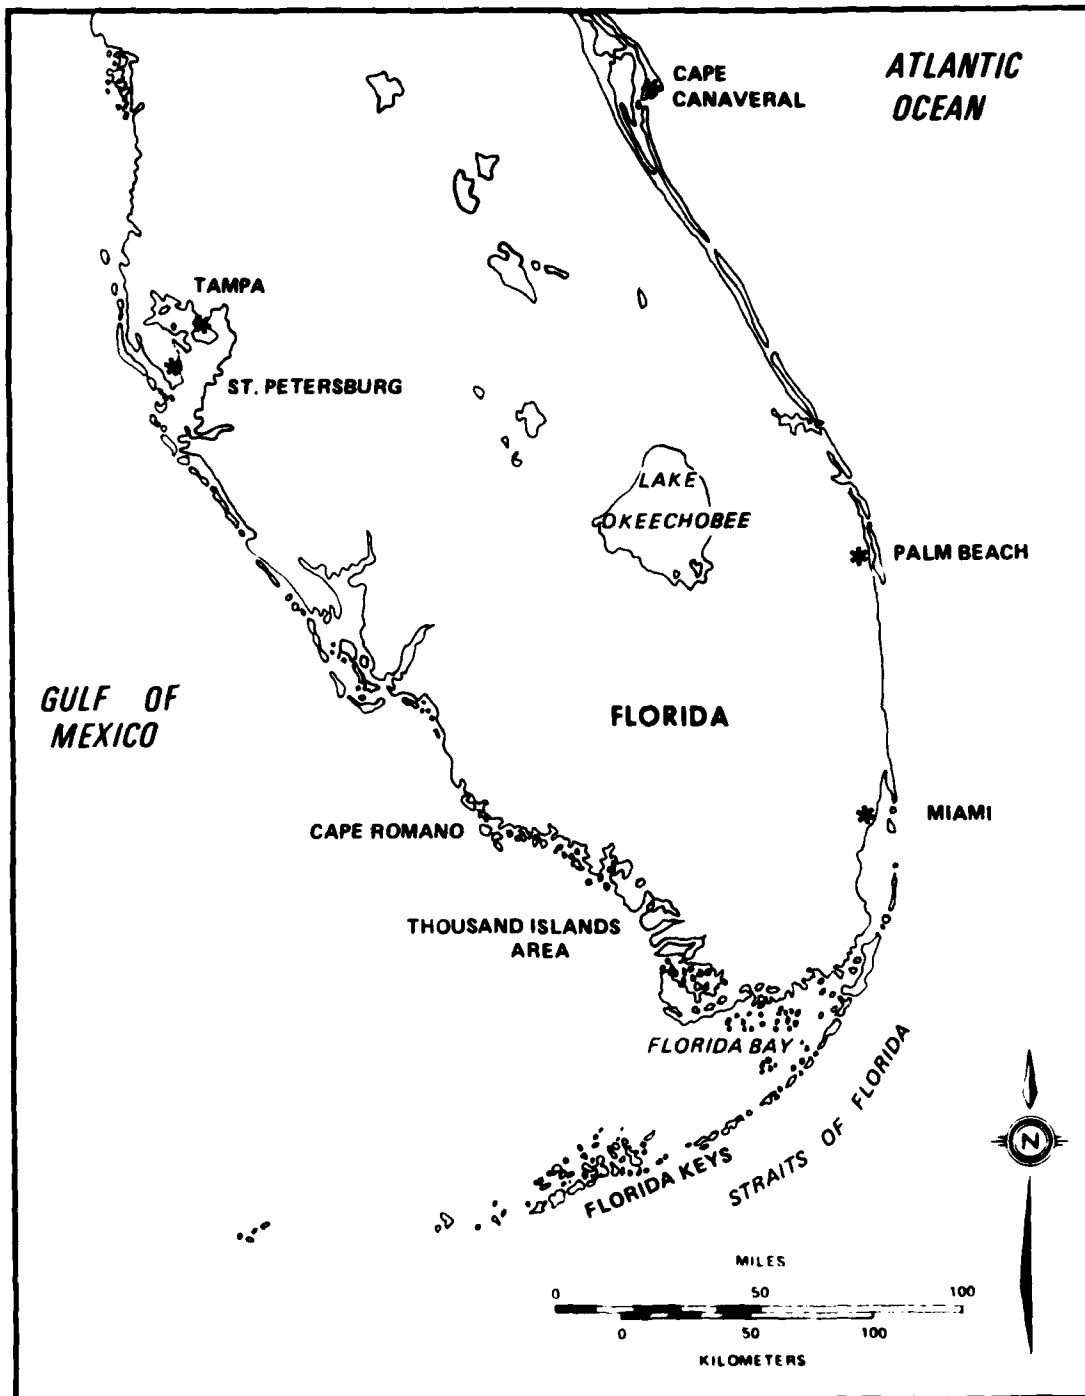 ATLANTIC
OCEAN
CAPE
CANAVERAL
TAMPA
ST. PETERSBURG
LAKE
OKEECHOBEE
PALM BEACH
GULF OF
MEXICO
FLORIDA
MIAMI
CAPE ROMANO
THOUSAND ISLANDS
AREA
FLORIDA BAY
STRAITS OF FLORIDA
FLORIDA KEYS
N
MILES
0 50 100
0 50 100
KILOMETERS